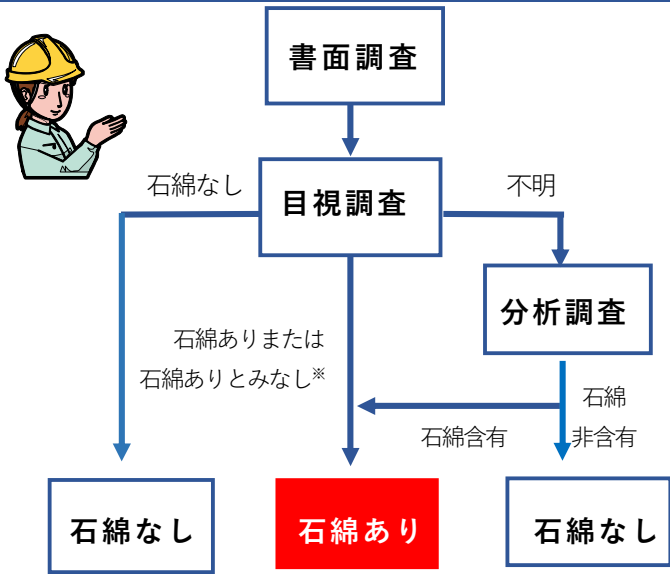 書面調査
石綿なし
目視調査
不明
分析調査
石綿ありまたは
石綿ありとみなし※
石綿
石綿含有
非含有
石綿なし
石綿あり
石綿なし